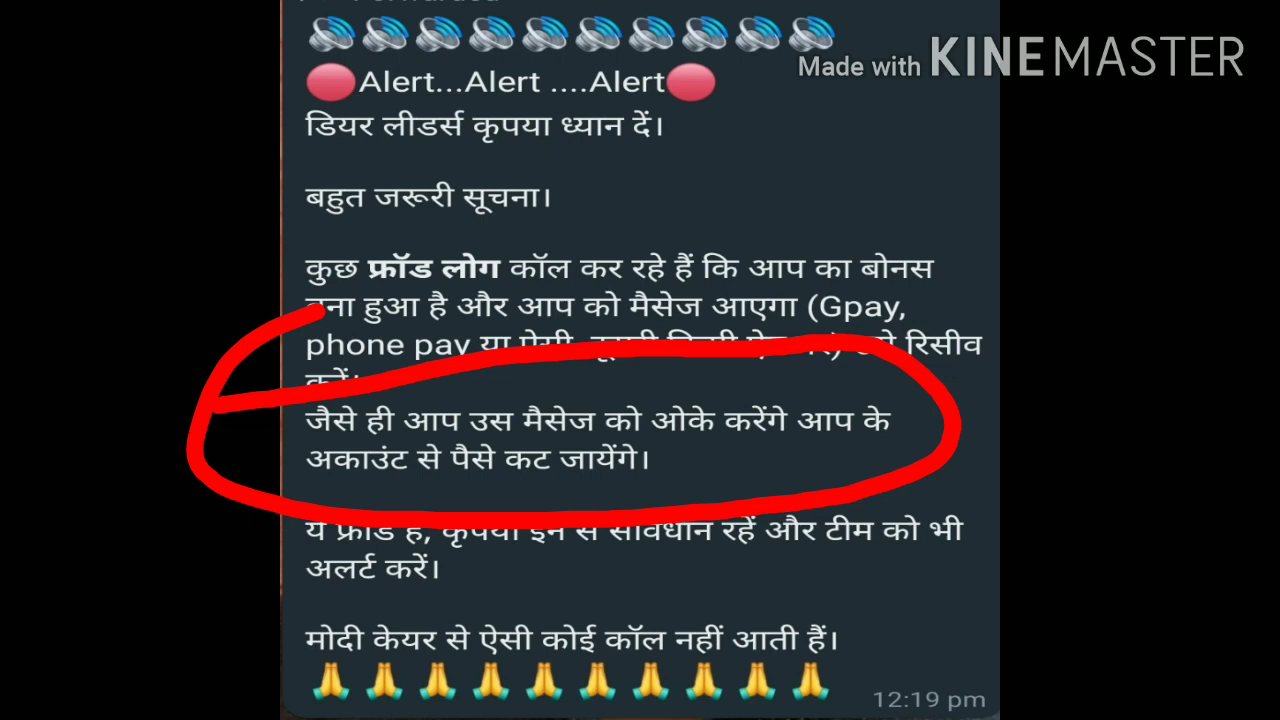 Made with KINEMASTER
Alert...Alert ....Alert
डियर लीडर्स कृपया ध्यान दें।
बहुत जरूरी सूचना।
कुछ फ्रॉड लोग कॉल कर रहे हैं कि आप का बोनस
बना हुआ है और आप को मैसेज आएगा (Gpay,
phone pay या रिसीव
करें।
जैसे ही आप उस मैसेज को ओके करेंगे आप के
अकाउंट से पैसे कट जायेंगे।
ये फ्रॉड है, कृपया इन से सावधान रहें और टीम को भी
अलर्ट करें।
मोदी केयर से ऐसी कोई कॉल नहीं आती हैं।
12:19 pm